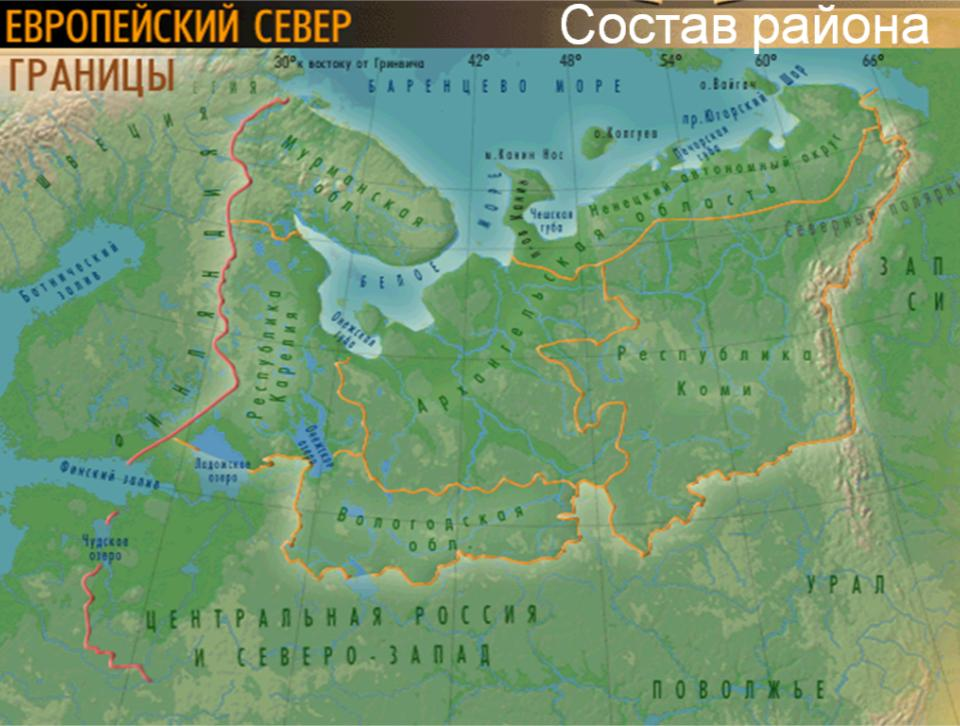 ЕВРОПЕЙСКИЙ СЕВЕР
Состав района
ГРАНИЦЫ
30° к востоку от Гринвича
42°
48°
54°
60°
66°
БАРЕНЦЕВО МОРЕ
о.Вайгач
пр.Югорский Шар
о.Колгуев
Печорская
губа
м.Канин Нос
ШВЕЦИЯ
Мурманская
обл.
МОРЕ
п-ов Канин
Чешская
губа
Ненецкий автономный округ
Северный полярн
БЕЛОЕ
Ботнический
залив
ФИНЛЯНДИЯ
ЗАП
СИ
Республика
Карелия
Онежская
губа
Архангельская область
Республика
Коми
Финский залив
Ладожское
озеро
Онежское
озеро
Вологодская
обл.
Чудское
озеро
УРАЛ
ЦЕНТРАЛЬНАЯ РОССИЯ
И СЕВЕРО-ЗАПАД
ПОВОЛЖЬЕ